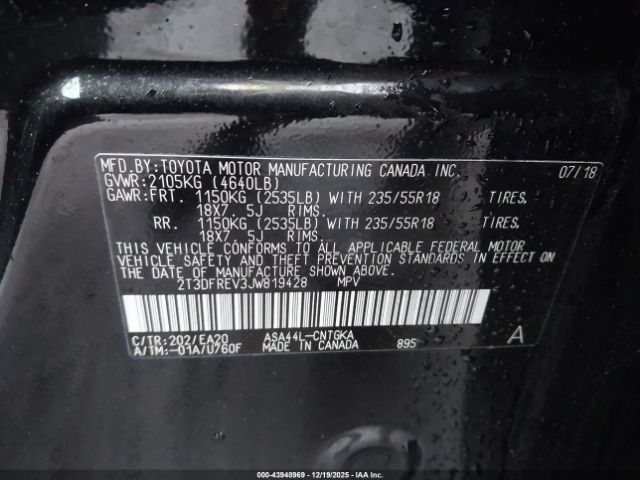 MFD.BY:TOYOTA MOTOR MANUFACTURING CANADA INC. 07/18
GVWR:2105KG (4640LB)
GAWR:FRT. 1150KG (2535LB) WITH 235/55R18 TIRES,
18X7. 5J RIMS.
RR. 1150KG (2535LB) WITH 235/55R18 TIRES,
18X7. 5J RIMS.
THIS VEHICLE CONFORMS TO ALL APPLICABLE FEDERAL MOTOR
VEHICLE SAFETY AND THEFT PREVENTION STANDARDS IN EFFECT ON
THE DATE OF MANUFACTURE SHOWN ABOVE.
2T3DFREV3JW819428 MPV
C/TR:202/EA20 ASA44L-CNTGKA A
A/TM:-01A/U760F MADE IN CANADA 895
000-43948969 • 12/19/2025 - IAA Inc.